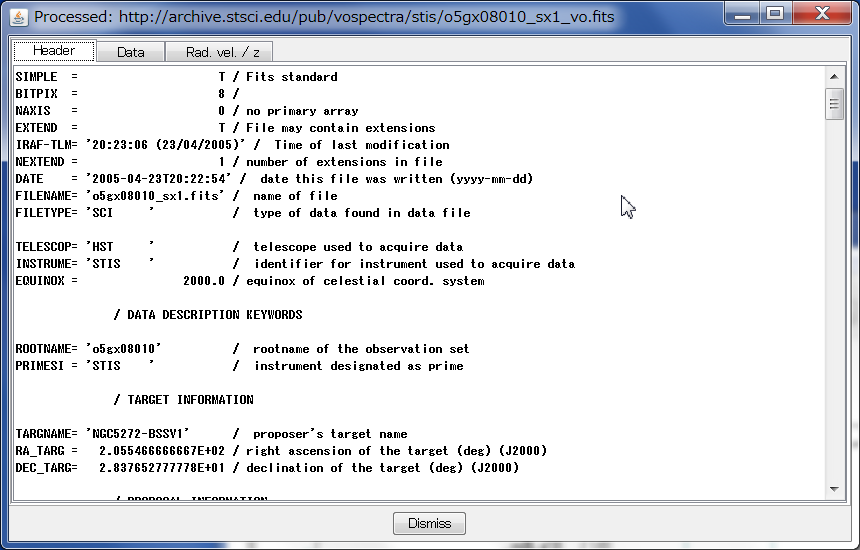 Processed: http://archive.stsci.edu/pub/vospectra/stis/o5gx08010_sx1_vo.fits
Header Data Rad. vel. / z
SIMPLE  =                    T / Fits standard
BITPIX  =                    8 /
NAXIS   =                    0 / no primary array
EXTEND  =                    T / File may contain extensions
IRAF-TLM= '20:23:06 (23/04/2005)' /  Time of last modification
NEXTEND =                    1 / number of extensions in file
DATE    = '2005-04-23T20:22:54' /  date this file was written (yyyy-mm-dd)
FILENAME= 'o5gx08010_sx1.fits' /  name of file
FILETYPE= 'SCI     '           /  type of data found in data file
TELESCOP= 'HST     '           /  telescope used to acquire data
INSTRUME= 'STIS    '           /  identifier for instrument used to acquire data
EQUINOX =               2000.0 / equinox of celestial coord. system
/ DATA DESCRIPTION KEYWORDS
ROOTNAME= 'o5gx08010'          /  rootname of the observation set
PRIMESI = 'STIS    '           /  instrument designated as prime
/ TARGET INFORMATION
TARGNAME= 'NGC5272-BSSV1'      /  proposer's target name
RA_TARG =   2.055466666667E+02 / right ascension of the target (deg) (J2000)
DEC_TARG=   2.837652777778E+01 / declination of the target (deg) (J2000)
/ PROPOSAL INFORMATION
Dismiss